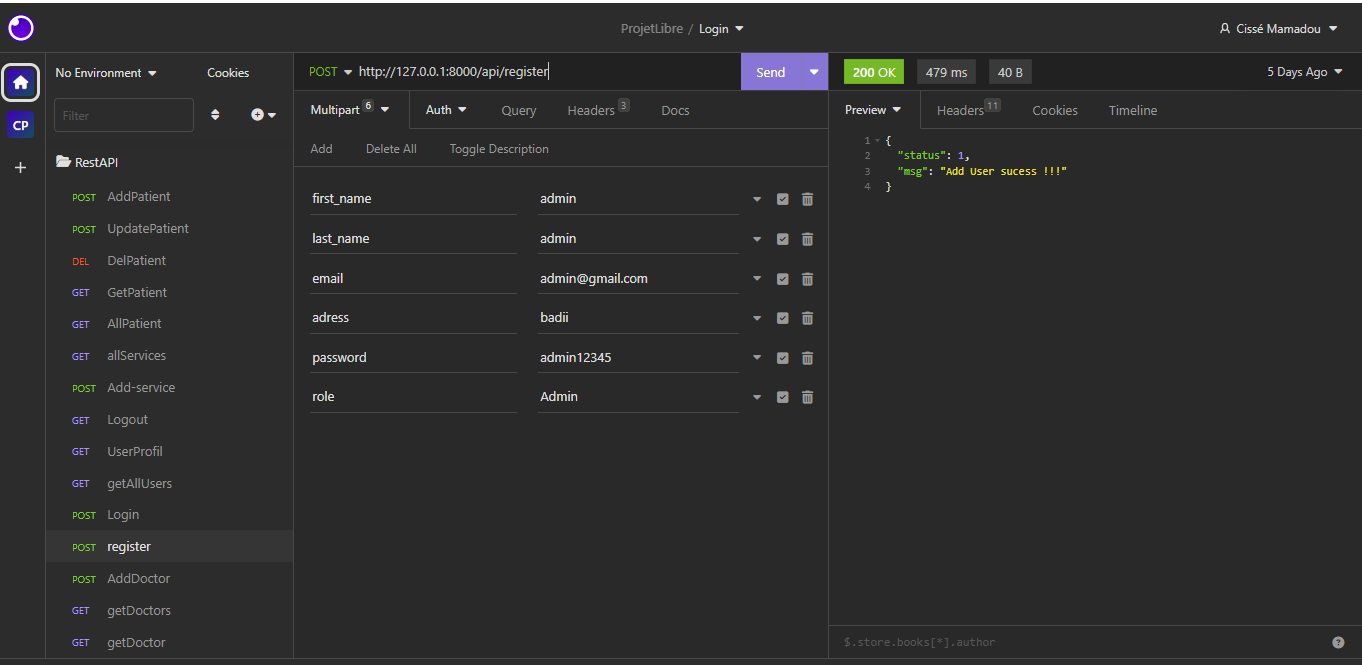 ProjetLibre / Login
Cissé Mamadou
No Environment
Cookies
POST http://127.0.0.1:8000/api/register
Send
200 OK
479 ms
40 B
5 Days Ago
CP
Filter
Multipart 6
Auth
Query
Headers 3
Docs
Preview
Headers 11
Cookies
Timeline
Add
Delete All
Toggle Description
RestAPI
POST AddPatient
POST UpdatePatient
DEL DelPatient
GET GetPatient
GET AllPatient
GET allServices
POST Add-service
GET Logout
GET UserProfil
GET getAllUsers
POST Login
POST register
POST AddDoctor
GET getDoctors
GET getDoctor
first_name admin
last_name admin
email admin@gmail.com
adress badii
password admin12345
role Admin
1 {
2 "status": 1,
3 "msg": "Add User sucess !!!"
4 }
$.store.books[*].author
?